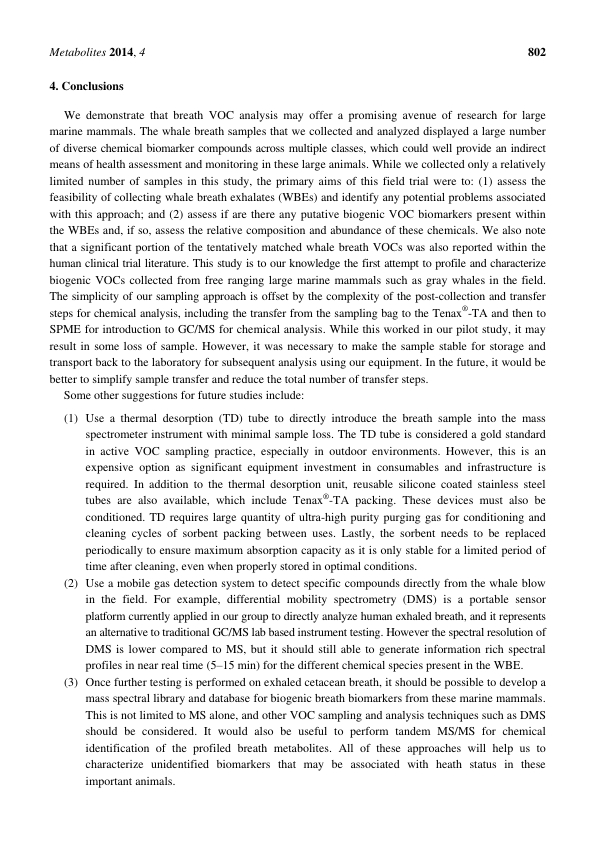 Metabolites 2014, 4 802
4. Conclusions
We demonstrate that breath VOC analysis may offer a promising avenue of research for large
marine mammals. The whale breath samples that we collected and analyzed displayed a large number
of diverse chemical biomarker compounds across multiple classes, which could well provide an indirect
means of health assessment and monitoring in these large animals. While we collected only a relatively
limited number of samples in this study, the primary aims of this field trial were to: (1) assess the
feasibility of collecting whale breath exhalates (WBEs) and identify any potential problems associated
with this approach; and (2) assess if are there any putative biogenic VOC biomarkers present within
the WBEs and, if so, assess the relative composition and abundance of these chemicals. We also note
that a significant portion of the tentatively matched whale breath VOCs was also reported within the
human clinical trial literature. This study is to our knowledge the first attempt to profile and characterize
biogenic VOCs collected from free ranging large marine mammals such as gray whales in the field.
The simplicity of our sampling approach is offset by the complexity of the post-collection and transfer
steps for chemical analysis, including the transfer from the sampling bag to the Tenax®-TA and then to
SPME for introduction to GC/MS for chemical analysis. While this worked in our pilot study, it may
result in some loss of sample. However, it was necessary to make the sample stable for storage and
transport back to the laboratory for subsequent analysis using our equipment. In the future, it would be
better to simplify sample transfer and reduce the total number of transfer steps.
Some other suggestions for future studies include:
(1) Use a thermal desorption (TD) tube to directly introduce the breath sample into the mass
spectrometer instrument with minimal sample loss. The TD tube is considered a gold standard
in active VOC sampling practice, especially in outdoor environments. However, this is an
expensive option as significant equipment investment in consumables and infrastructure is
required. In addition to the thermal desorption unit, reusable silicone coated stainless steel
tubes are also available, which include Tenax®-TA packing. These devices must also be
conditioned. TD requires large quantity of ultra-high purity purging gas for conditioning and
cleaning cycles of sorbent packing between uses. Lastly, the sorbent needs to be replaced
periodically to ensure maximum absorption capacity as it is only stable for a limited period of
time after cleaning, even when properly stored in optimal conditions.
(2) Use a mobile gas detection system to detect specific compounds directly from the whale blow
in the field. For example, differential mobility spectrometry (DMS) is a portable sensor
platform currently applied in our group to directly analyze human exhaled breath, and it represents
an alternative to traditional GC/MS lab based instrument testing. However the spectral resolution of
DMS is lower compared to MS, but it should still able to generate information rich spectral
profiles in near real time (5–15 min) for the different chemical species present in the WBE.
(3) Once further testing is performed on exhaled cetacean breath, it should be possible to develop a
mass spectral library and database for biogenic breath biomarkers from these marine mammals.
This is not limited to MS alone, and other VOC sampling and analysis techniques such as DMS
should be considered. It would also be useful to perform tandem MS/MS for chemical
identification of the profiled breath metabolites. All of these approaches will help us to
characterize unidentified biomarkers that may be associated with heath status in these
important animals.